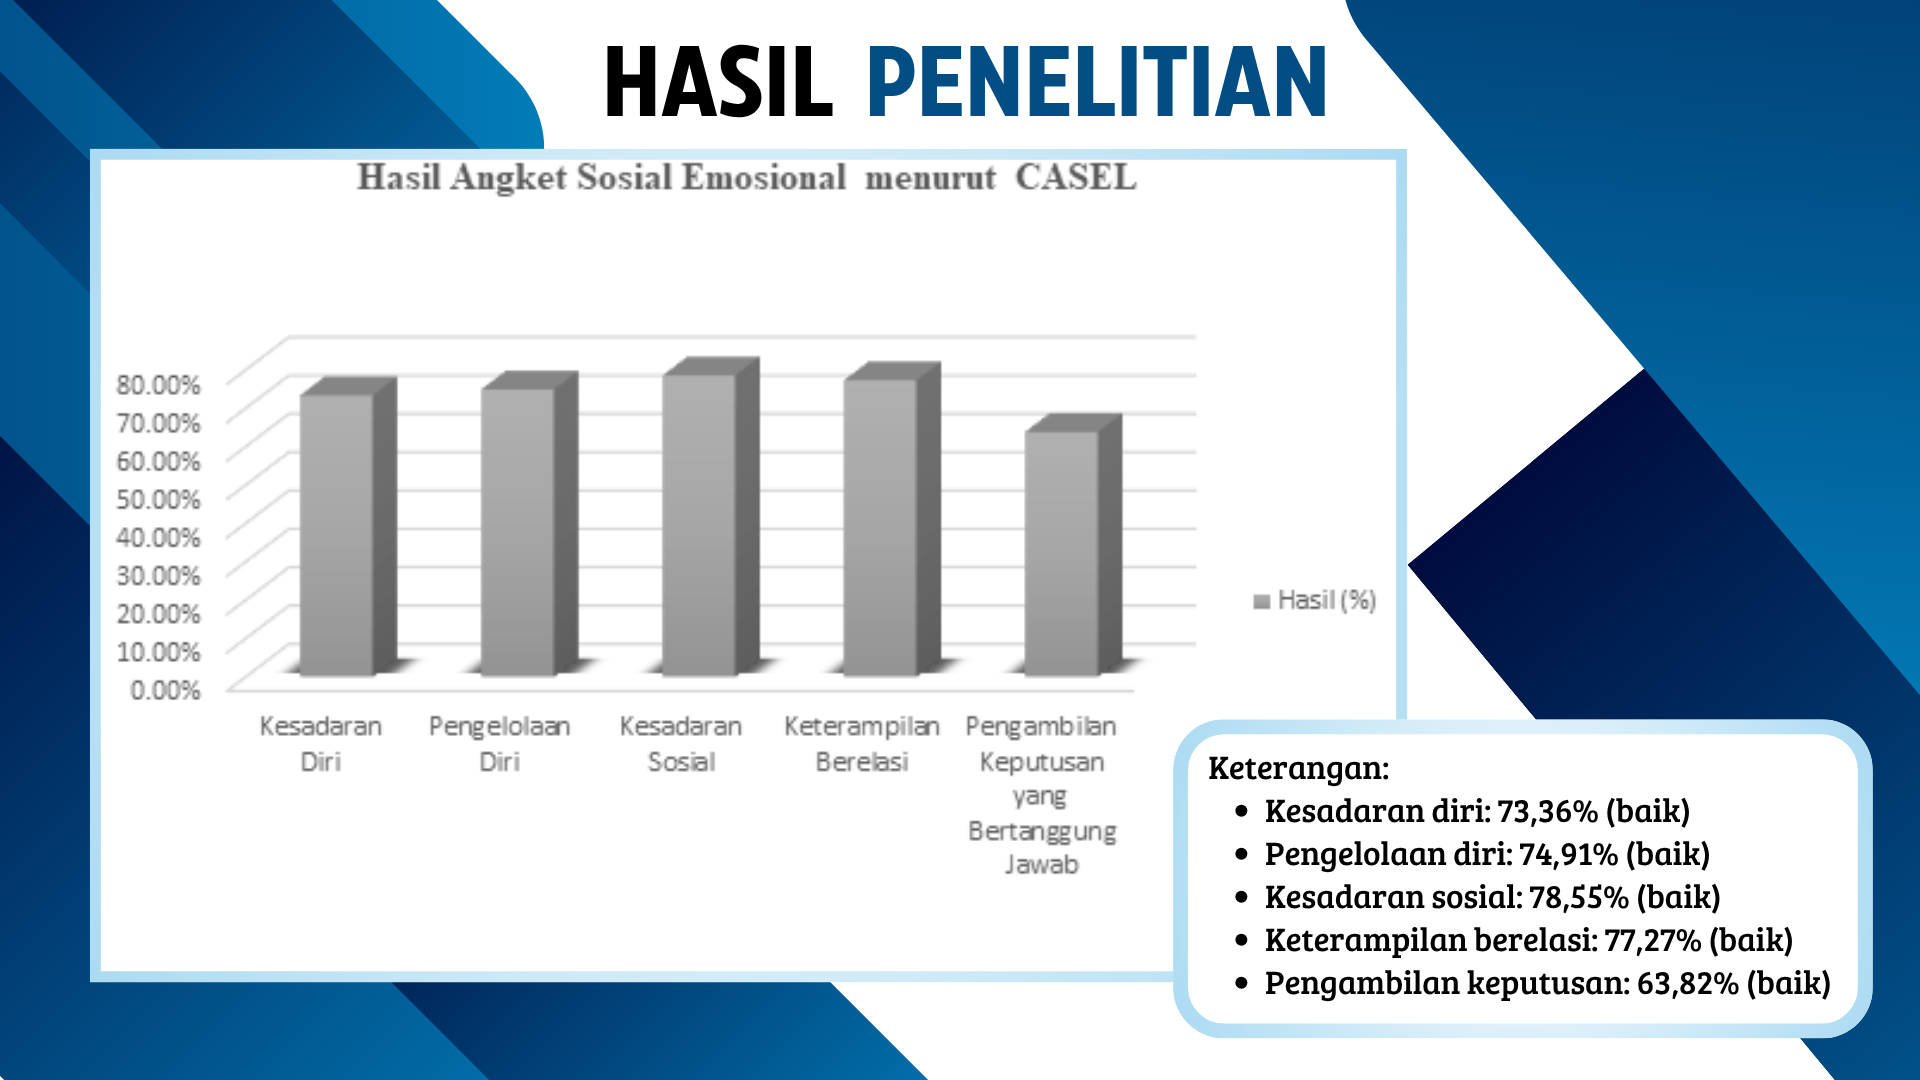 HASIL PENELITIAN
Hasil Angket Sosial Emosional menurut CASEL
80.00%
70.00%
60.00%
50.00%
40.00%
30.00%
20.00%
10.00%
0.00%
Kesadaran
Diri
Pengelolaan
Diri
Kesadaran
Sosial
Keterampilan
Berelasi
Pengambilan
Keputusan
yang
Bertanggung
Jawab
Hasil (%)
Keterangan:
• Kesadaran diri: 73,36% (baik)
• Pengelolaan diri: 74,91% (baik)
• Kesadaran sosial: 78,55% (baik)
• Keterampilan berelasi: 77,27% (baik)
• Pengambilan keputusan: 63,82% (baik)